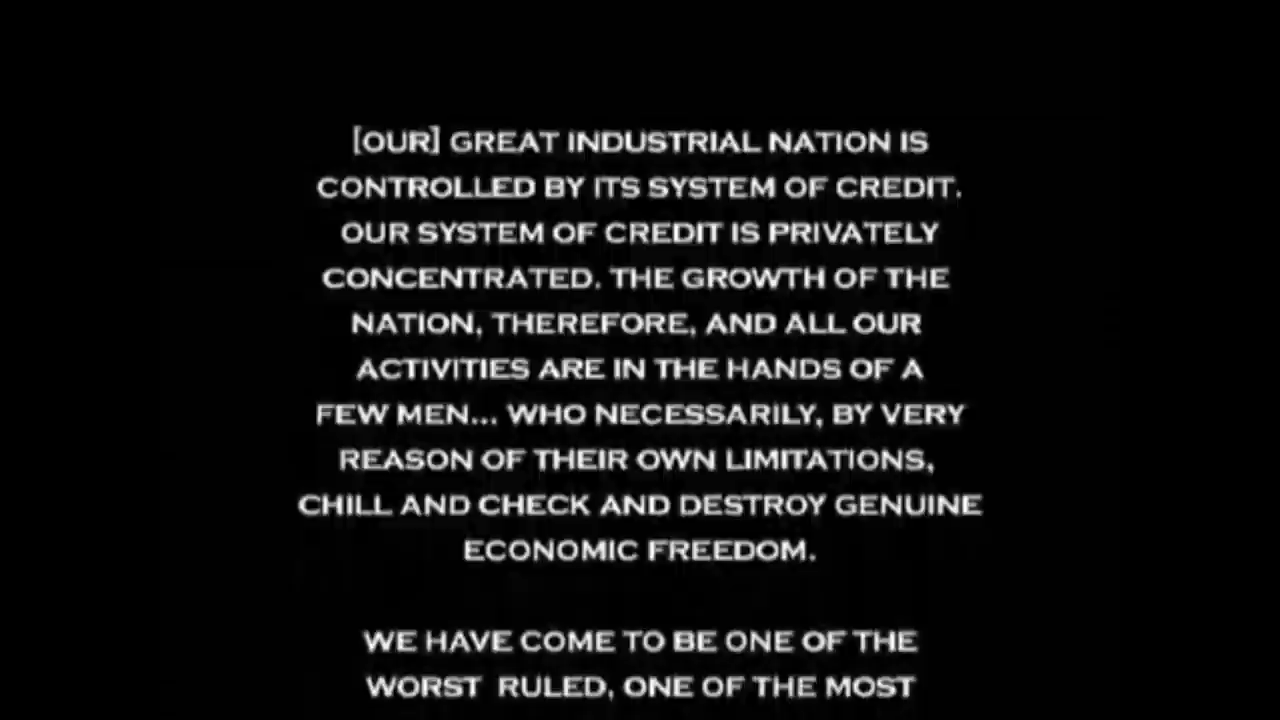 [OUR] GREAT INDUSTRIAL NATION IS
CONTROLLED BY ITS SYSTEM OF CREDIT.
OUR SYSTEM OF CREDIT IS PRIVATELY
CONCENTRATED. THE GROWTH OF THE
NATION, THEREFORE, AND ALL OUR
ACTIVITIES ARE IN THE HANDS OF A
FEW MEN... WHO NECESSARILY, BY VERY
REASON OF THEIR OWN LIMITATIONS,
CHILL AND CHECK AND DESTROY GENUINE
ECONOMIC FREEDOM.
WE HAVE COME TO BE ONE OF THE
WORST RULED, ONE OF THE MOST